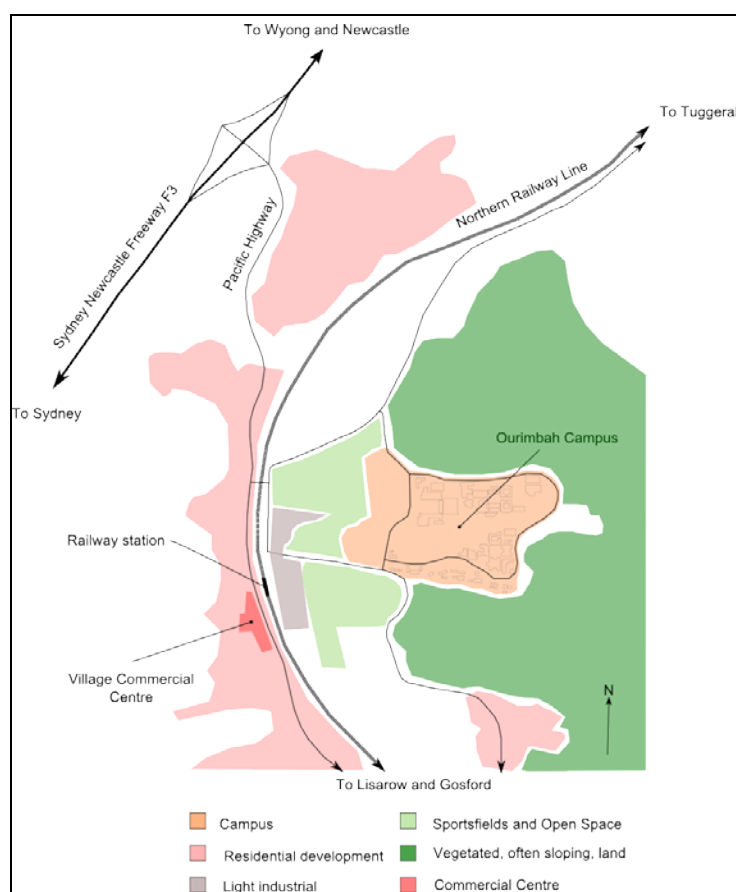 To Wyong and Newcastle
To Tuggeral
Northern Railway Line
Pacific Highway
Sydney Newcastle Freeway F3
To Sydney
Ourimbah Campus
Railway station
Village Commercial
Centre
N
To Lisarow and Gosford
Campus
Sportsfields and Open Space
Residential development
Vegetated, often sloping, land
Light industrial
Commercial Centre